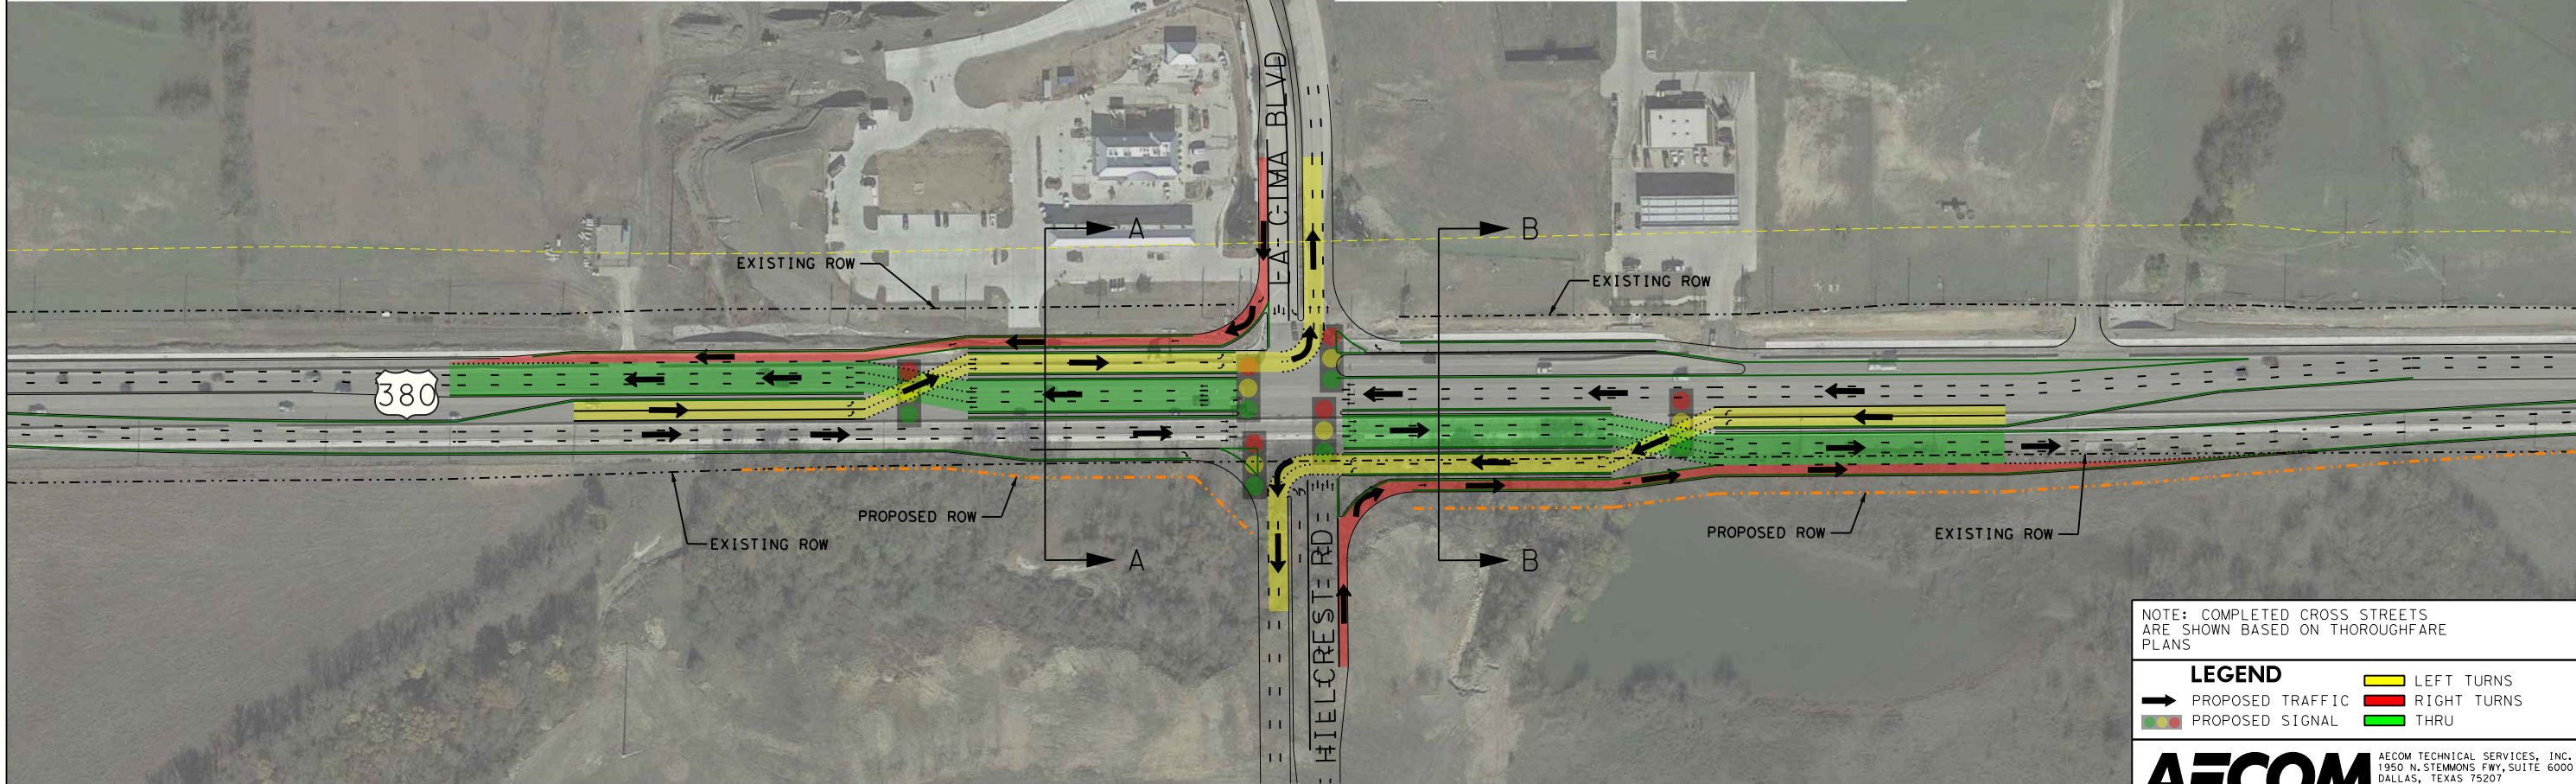 LA CIMA BLVD
A
B
EXISTING ROW
EXISTING ROW
380
PROPOSED ROW
EXISTING ROW
A
B
HIELCREST RD
PROPOSED ROW
EXISTING ROW
NOTE: COMPLETED CROSS STREETS
ARE SHOWN BASED ON THOROUGHFARE
PLANS
LEGEND
PROPOSED TRAFFIC
PROPOSED SIGNAL
LEFT TURNS
RIGHT TURNS
THRU
AECOM
AECOM TECHNICAL SERVICES, INC.
1950 N. STEMMONS FWY, SUITE 6000
DALLAS, TEXAS 75207